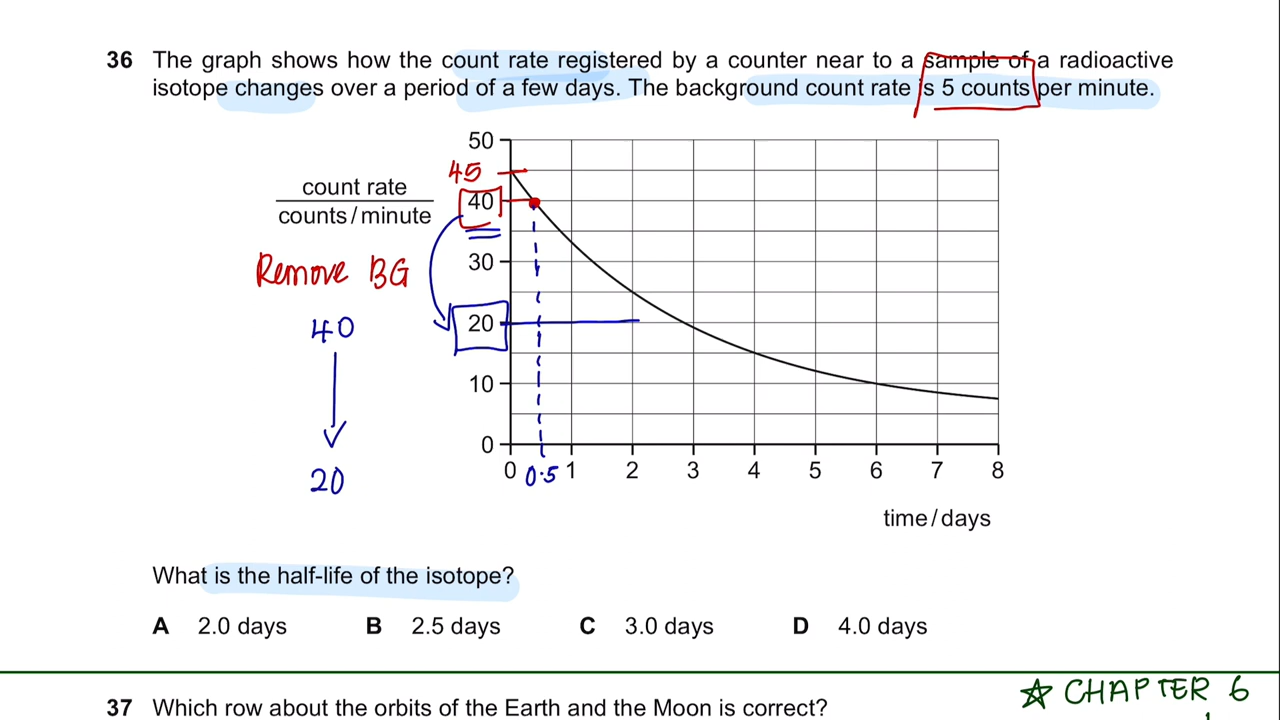 36 The graph shows how the count rate registered by a counter near to a sample of a radioactive
isotope changes over a period of a few days. The background count rate is 5 counts per minute.
50
45
count rate
counts/minute
40
Remove BG
30
40
20
10
20
0
0 0.5 1 2 3 4 5 6 7 8
time/days
What is the half-life of the isotope?
A 2.0 days B 2.5 days C 3.0 days D 4.0 days
☆ CHAPTER 6
37 Which row about the orbits of the Earth and the Moon is correct?